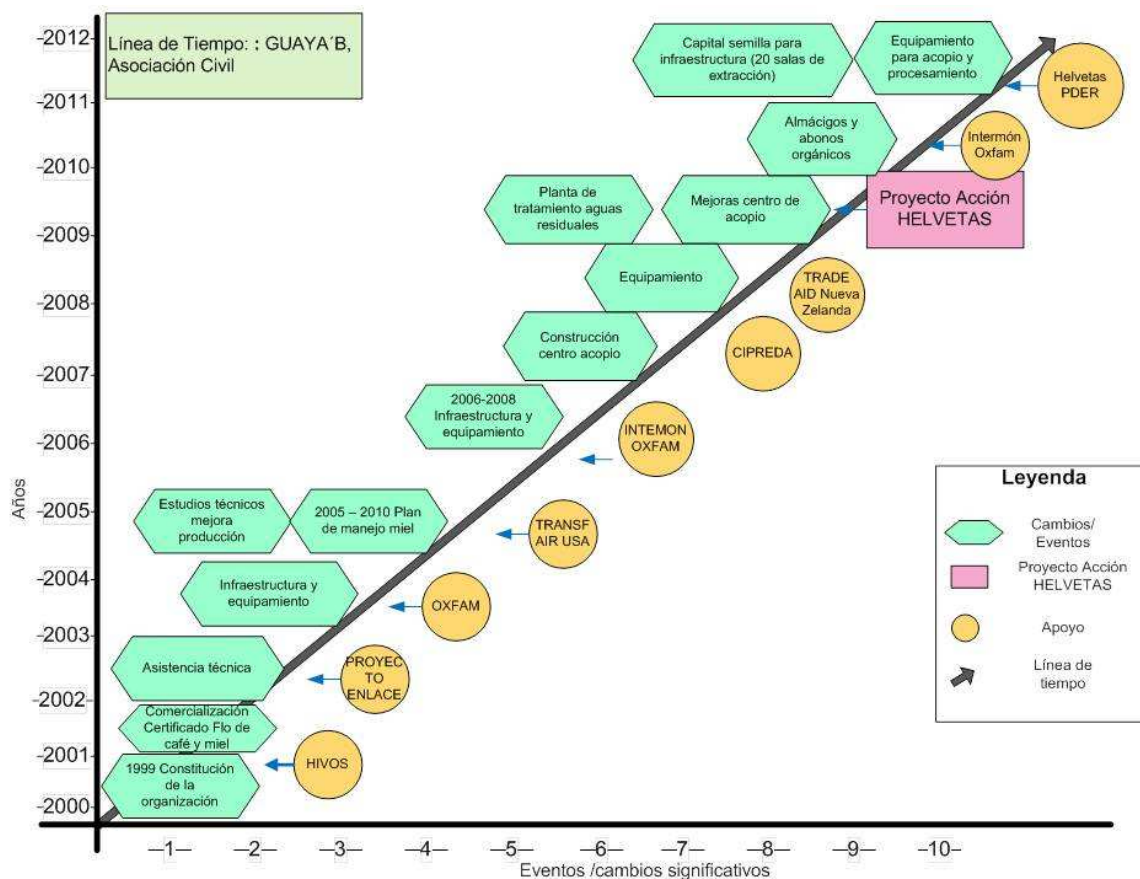 Línea de Tiempo: : GUAYA´B,
Asociación Civil
Años
–2012–
–2011–
–2010–
–2009–
–2008–
–2007–
–2006–
–2005–
–2004–
–2003–
–2002–
–2001–
–2000–
Capital semilla para
infraestructura (20 salas de
extracción)
Equipamiento
para acopio y
procesamiento
Helvetas
PDER
Almácigos y
abonos
orgánicos
Intermón
Oxfam
Planta de
tratamiento aguas
residuales
Mejoras centro de
acopio
Proyecto Acción
HELVETAS
Equipamiento
TRADE
AID Nueva
Zelanda
Construcción
centro acopio
CIPREDA
2006-2008
Infraestructura y
equipamiento
INTEMON
OXFAM
Estudios técnicos
mejora
producción
2005 – 2010 Plan
de manejo miel
TRANSF
AIR USA
Infraestructura y
equipamiento
OXFAM
Asistencia técnica
PROYEC
TO
ENLACE
Comercialización
Certificado Flo de
café y miel
HIVOS
1999 Constitución
de la
organización
Leyenda
Cambios/
Eventos
Proyecto Acción
HELVETAS
Apoyo
Línea de
tiempo
–1– –2– –3– –4– –5– –6– –7– –8– –9– –10–
Eventos /cambios significativos